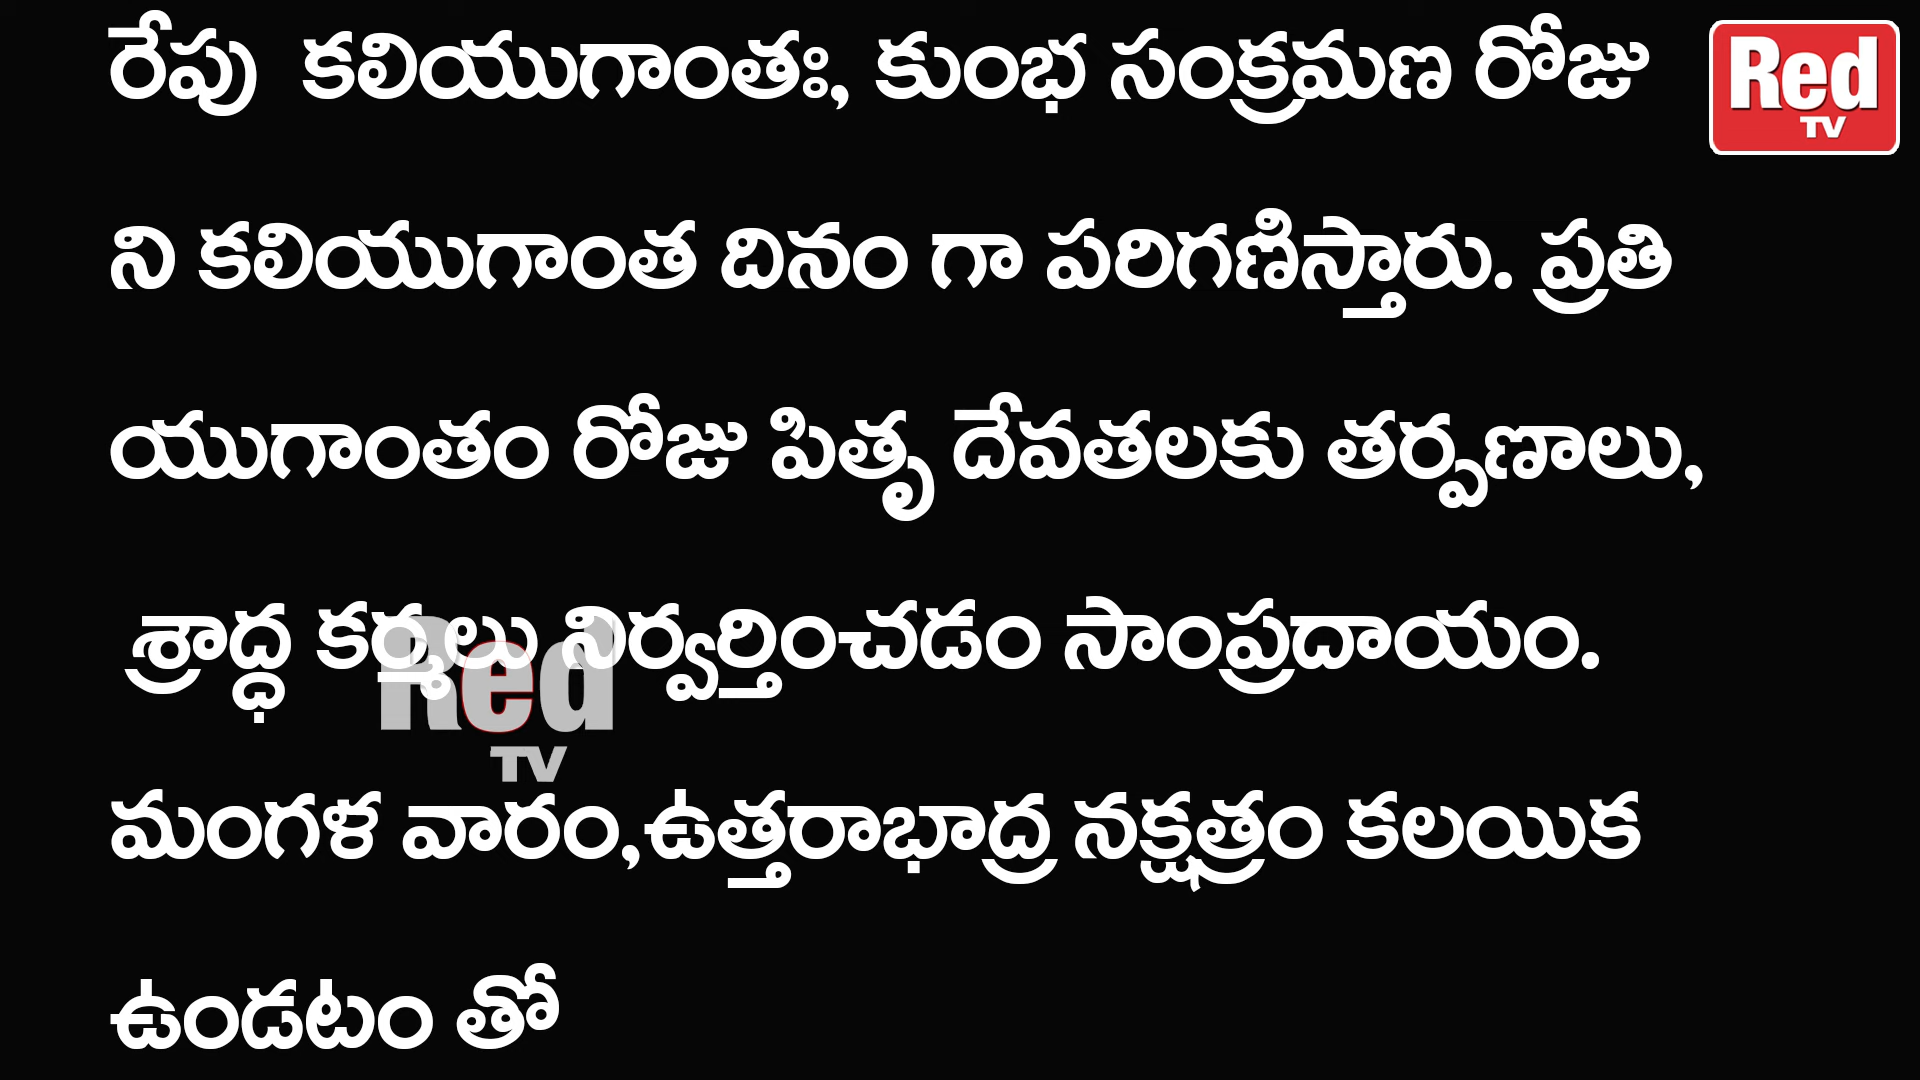 రేపు కలియుగాంతః, కుంభ సంక్రమణ రోజు
Red
TV
ని కలియుగాంత దినం గా పరిగణిస్తారు. ప్రతి
యుగాంతం రోజు పితృ దేవతలకు తర్పణాలు,
శ్రాద్ధ కర్మలు నిర్వర్తించడం సాంప్రదాయం.
Red
TV
మంగళ వారం,ఉత్తరాభాద్ర నక్షత్రం కలయిక
ఉండటం తో